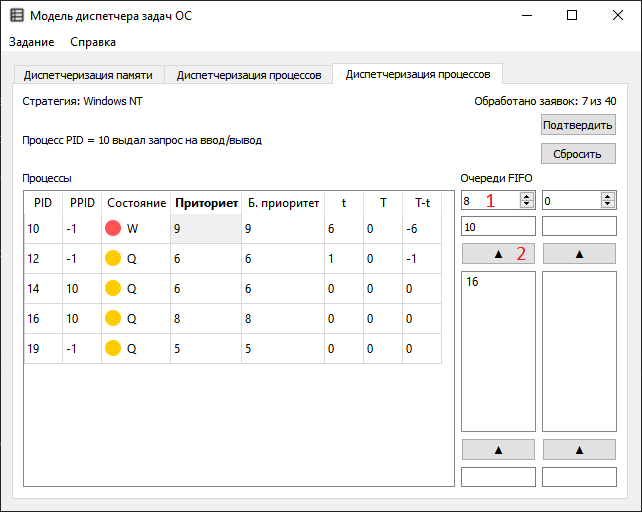 Модель диспетчера задач ОС
Задание Справка
Диспетчеризация памяти Диспетчеризация процессов Диспетчеризация процессов
Стратегия: Windows NT Обработано заявок: 7 из 40
Подтвердить
Процесс PID = 10 выдал запрос на ввод/вывод
Сбросить
Процессы Очереди FIFO
PID PPID Состояние Приториет Б. приоритет t T T-t
8 1 0
10 -1 W 9 9 6 0 -6
10
12 -1 Q 6 6 1 0 -1
▲ 2 ▲
14 10 Q 6 6 0 0 0
16
16 10 Q 8 8 0 0 0
19 -1 Q 5 5 0 0 0
▲ ▲